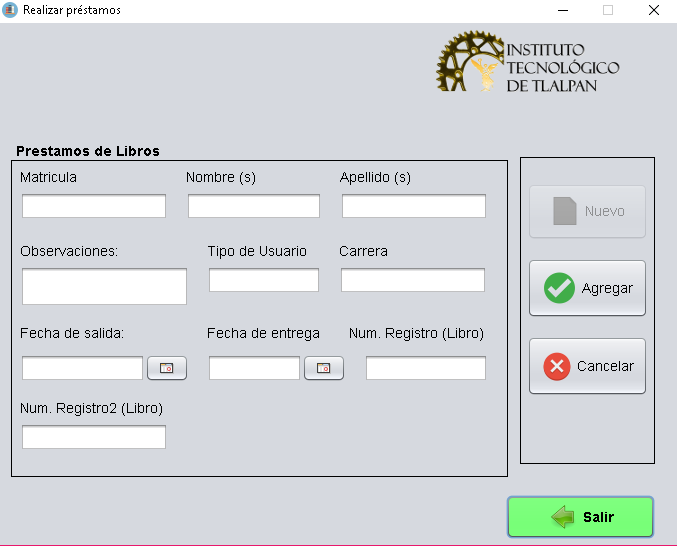 Realizar préstamos
INSTITUTO
TECNOLÓGICO
DE TLALPAN
Prestamos de Libros
Matricula
Nombre (s)
Apellido (s)
Nuevo
Observaciones:
Tipo de Usuario
Carrera
Agregar
Fecha de salida:
Fecha de entrega
Num. Registro (Libro)
Cancelar
Num. Registro2 (Libro)
Salir